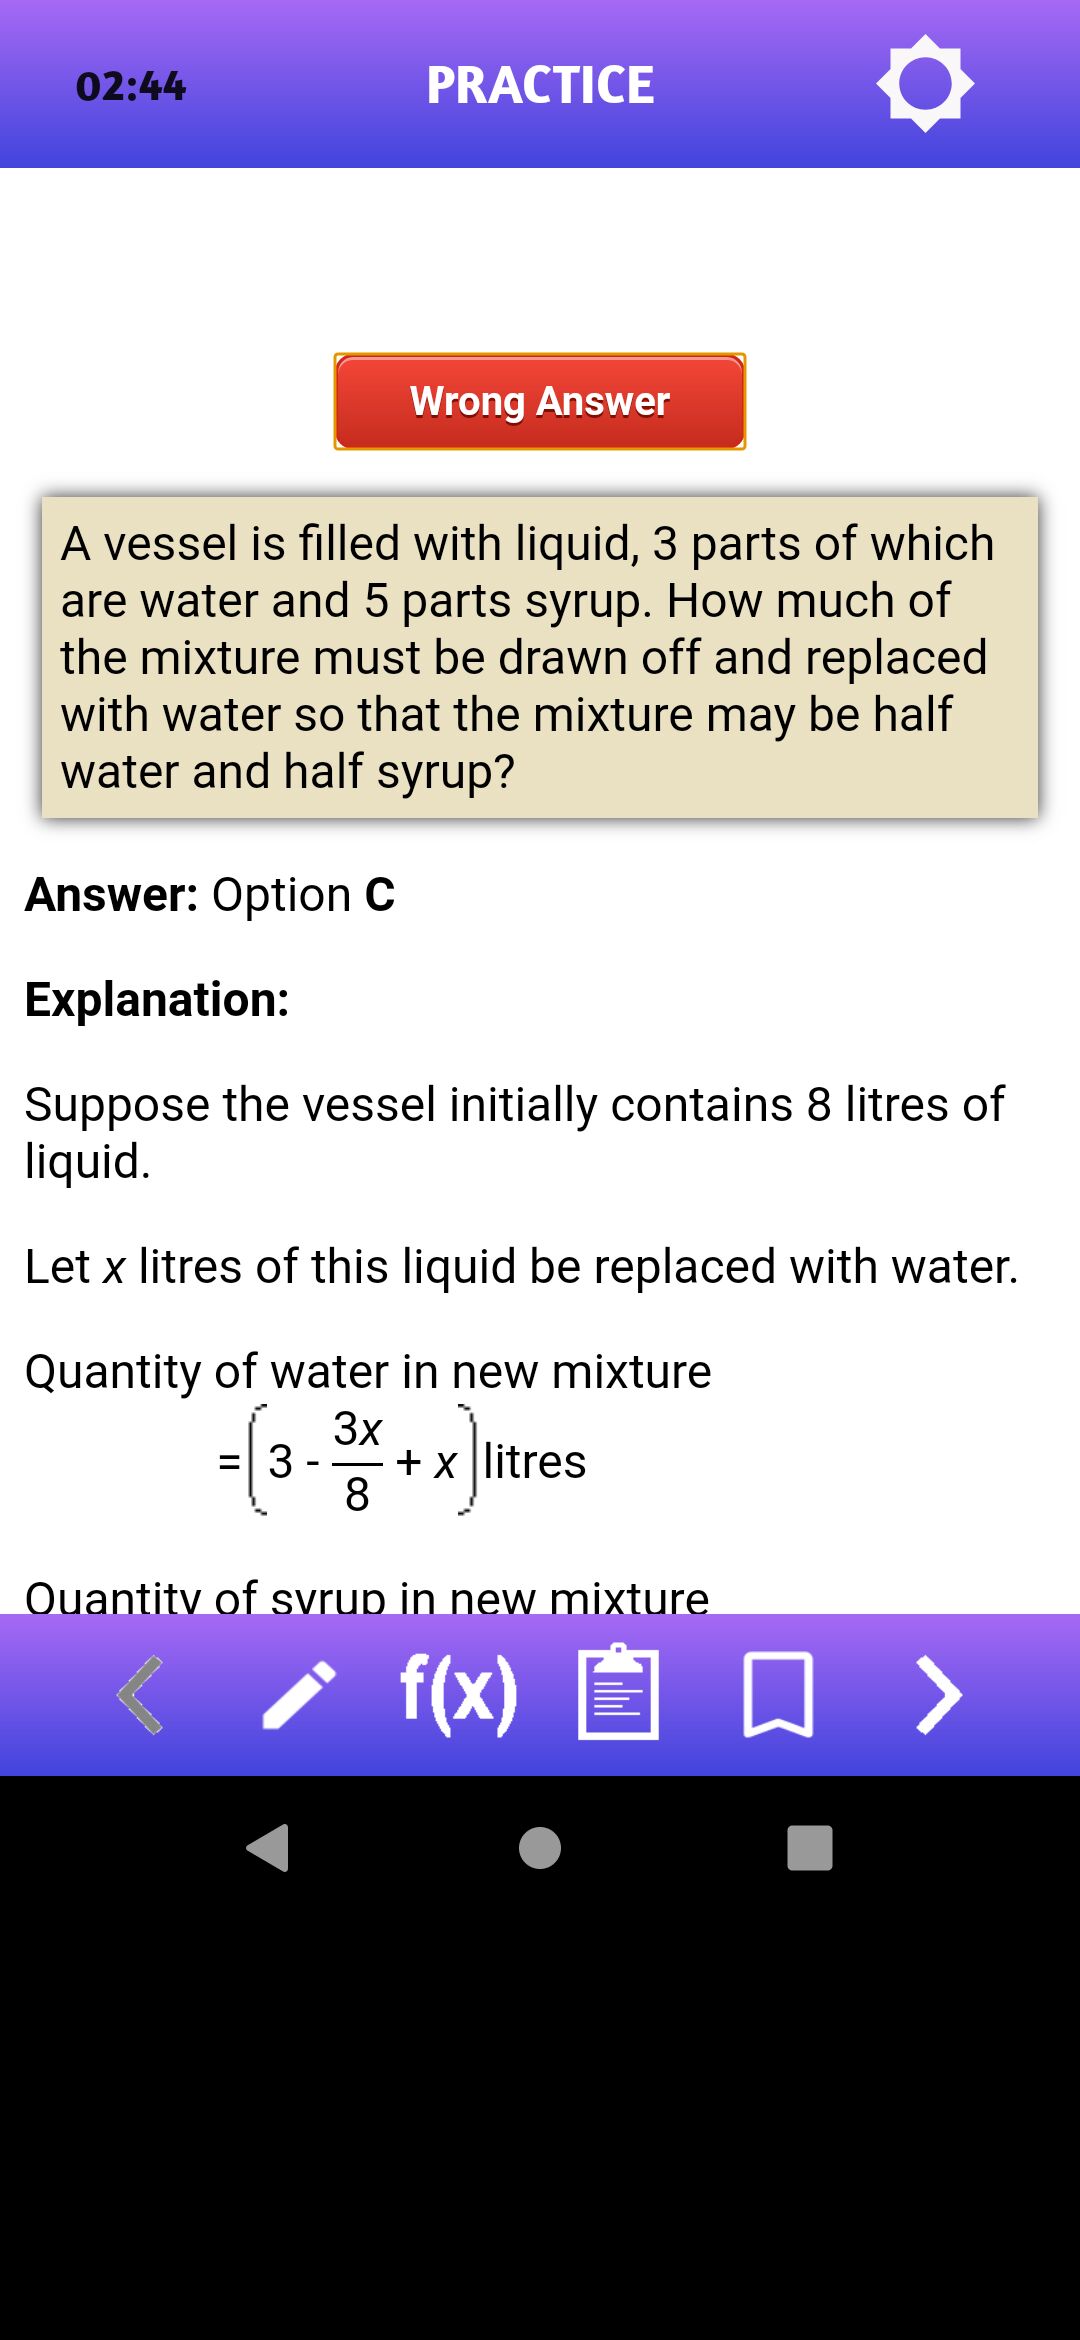 02:44
PRACTICE
Wrong Answer
A vessel is filled with liquid, 3 parts of which
are water and 5 parts syrup. How much of
the mixture must be drawn off and replaced
with water so that the mixture may be half
water and half syrup?
Answer: Option C
Explanation:
Suppose the vessel initially contains 8 litres of
liquid.
Let x litres of this liquid be replaced with water.
Quantity of water in new mixture
= (3 - 3x/8 + x) litres
Quantity of syrup in new mixture
f(x)